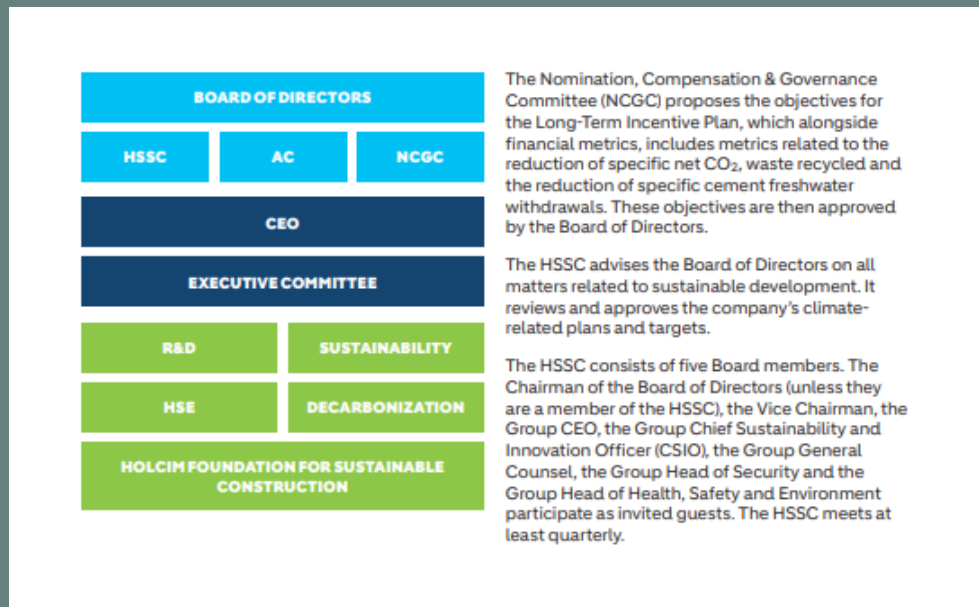 BOARD OF DIRECTORS
HSSC
AC
NCGC
CEO
EXECUTIVE COMMITTEE
R&D
SUSTAINABILITY
HSE
DECARBONIZATION
HOLCIM FOUNDATION FOR SUSTAINABLE
CONSTRUCTION
The Nomination, Compensation & Governance
Committee (NCGC) proposes the objectives for
the Long-Term Incentive Plan, which alongside
financial metrics, includes metrics related to the
reduction of specific net CO₂, waste recycled and
the reduction of specific cement freshwater
withdrawals. These objectives are then approved
by the Board of Directors.
The HSSC advises the Board of Directors on all
matters related to sustainable development. It
reviews and approves the company's climate-
related plans and targets.
The HSSC consists of five Board members. The
Chairman of the Board of Directors (unless they
are a member of the HSSC), the Vice Chairman, the
Group CEO, the Group Chief Sustainability and
Innovation Officer (CSIO), the Group General
Counsel, the Group Head of Security and the
Group Head of Health, Safety and Environment
participate as invited guests. The HSSC meets at
least quarterly.